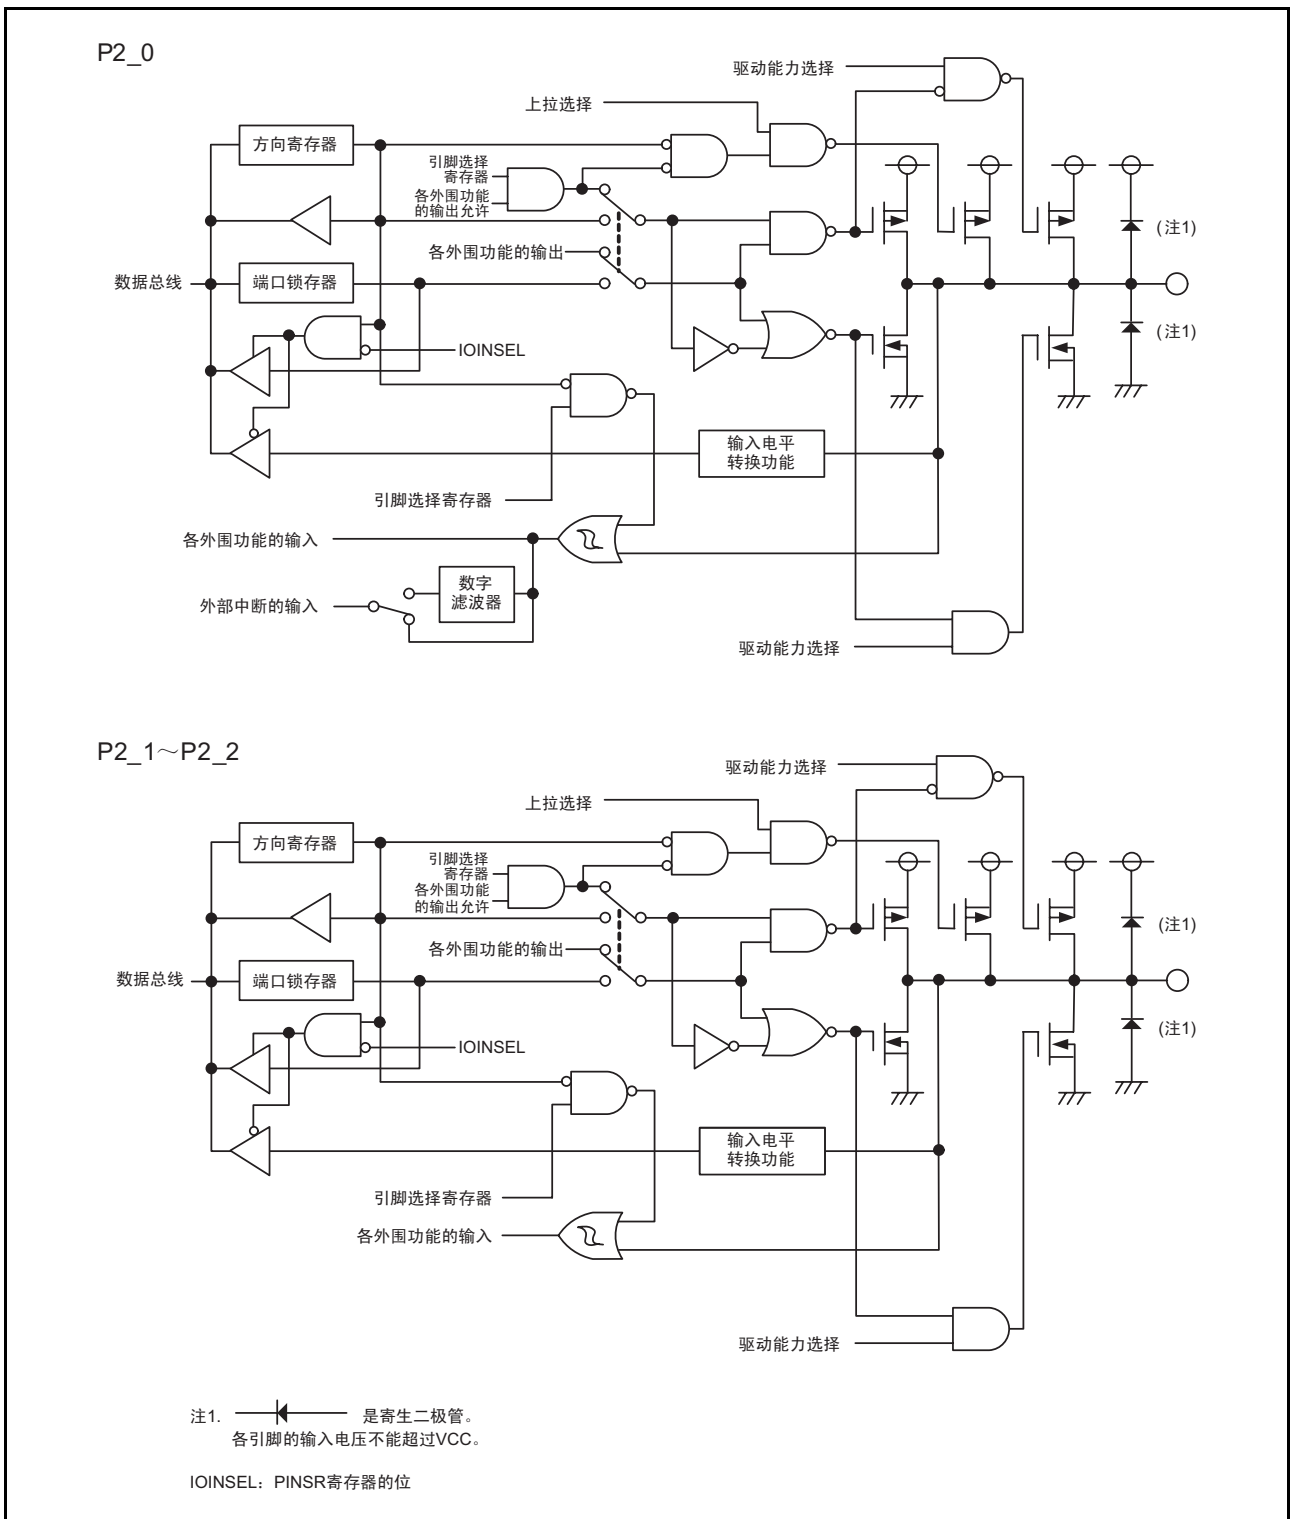 P2_0
驱动能力选择
上拉选择
方向寄存器
引脚选择
寄存器
各外围功能
的输出允许
(注1)
各外围功能的输出
数据总线
端口锁存器
(注1)
IOINSEL
输入电平
转换功能
引脚选择寄存器
各外围功能的输入
数字
滤波器
外部中断的输入
驱动能力选择
P2_1～P2_2
驱动能力选择
上拉选择
方向寄存器
引脚选择
寄存器
各外围功能
的输出允许
(注1)
各外围功能的输出
数据总线
端口锁存器
(注1)
IOINSEL
输入电平
转换功能
引脚选择寄存器
各外围功能的输入
驱动能力选择
注1. 是寄生二极管。
各引脚的输入电压不能超过VCC。
IOINSEL：PINSR寄存器的位